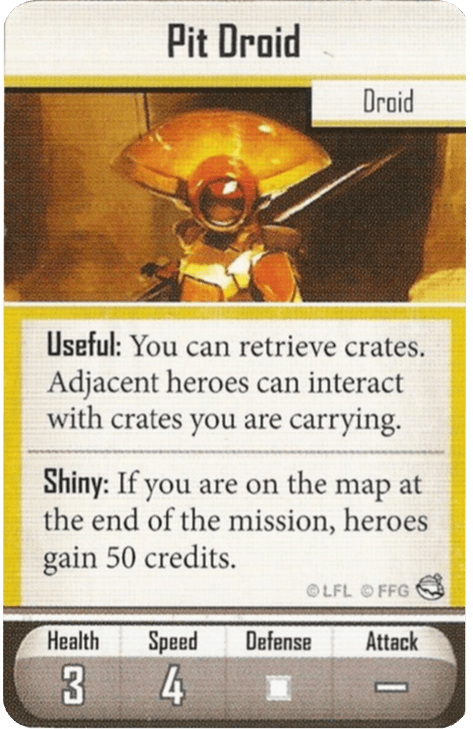 Pit Droid
Droid
Useful: You can retrieve crates.
Adjacent heroes can interact
with crates you are carrying.
Shiny: If you are on the map at
the end of the mission, heroes
gain 50 credits.
©LFL ©FFG
Health Speed Defense Attack
3 4 –